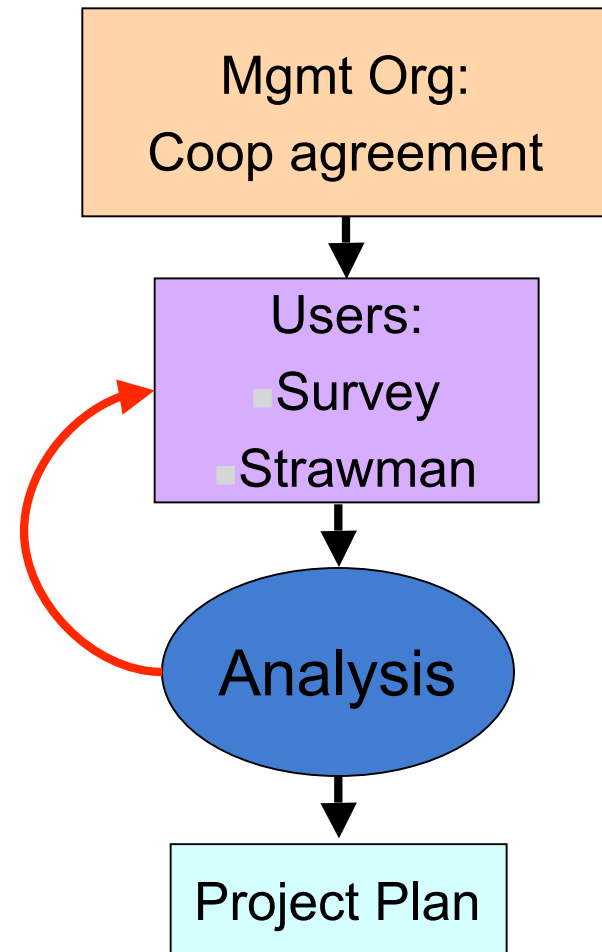 Mgmt Org:
Coop agreement
Users:
▪Survey
▪Strawman
Analysis
Project Plan